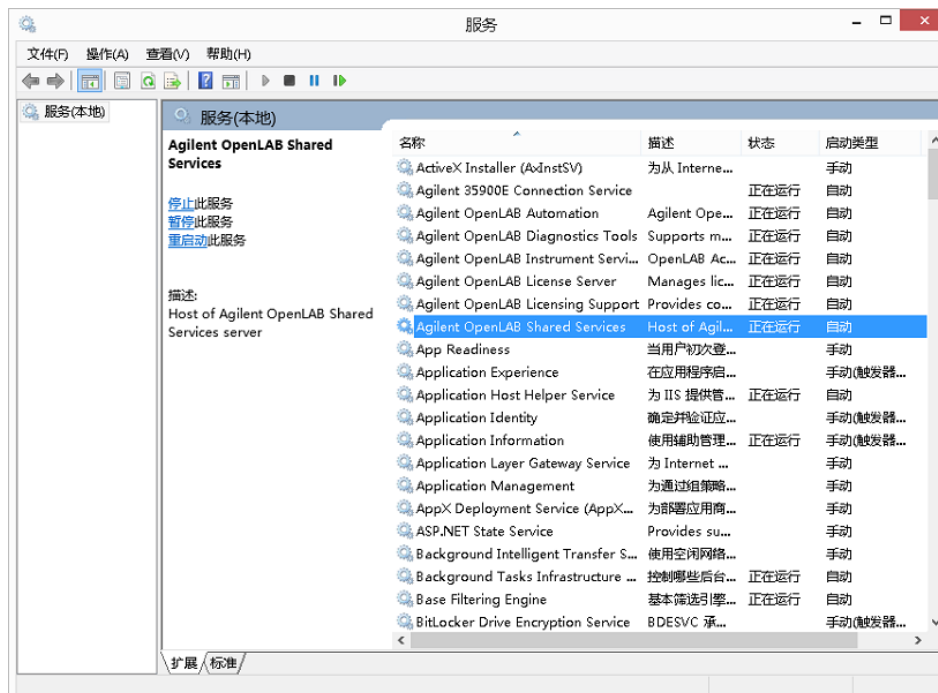 服务
文件(F) 操作(A) 查看(V) 帮助(H)
服务(本地)
服务(本地)
Agilent OpenLAB Shared
Services
停止此服务
暂停此服务
重启动此服务
描述:
Host of Agilent OpenLAB Shared
Services server
名称 描述 状态 启动类型
ActiveX Installer (AxInstSV) 为从 Interne... 手动
Agilent 35900E Connection Service 正在运行 自动
Agilent OpenLAB Automation Agilent Ope... 正在运行 自动
Agilent OpenLAB Diagnostics Tools Supports m... 正在运行 自动
Agilent OpenLAB Instrument Servi... OpenLAB Ac... 正在运行 自动
Agilent OpenLAB License Server Manages lic... 正在运行 自动
Agilent OpenLAB Licensing Support Provides co... 正在运行 自动
Agilent OpenLAB Shared Services Host of Agil... 正在运行 自动
App Readiness 当用户初次登... 手动
Application Experience 在应用程序启... 手动(触发器...
Application Host Helper Service 为 IIS 提供管... 正在运行 自动
Application Identity 确定并验证应... 手动(触发器...
Application Information 使用辅助管理... 正在运行 手动(触发器...
Application Layer Gateway Service 为 Internet ... 手动
Application Management 为通过组策略... 手动
AppX Deployment Service (AppX... 为部署应用商... 手动
ASP.NET State Service Provides su... 手动
Background Intelligent Transfer S... 使用空闲网络... 手动
Background Tasks Infrastructure ... 控制哪些后台... 正在运行 自动
Base Filtering Engine 基本筛选引擎... 正在运行 自动
BitLocker Drive Encryption Service BDESVC 承... 手动(触发器...
扩展 标准